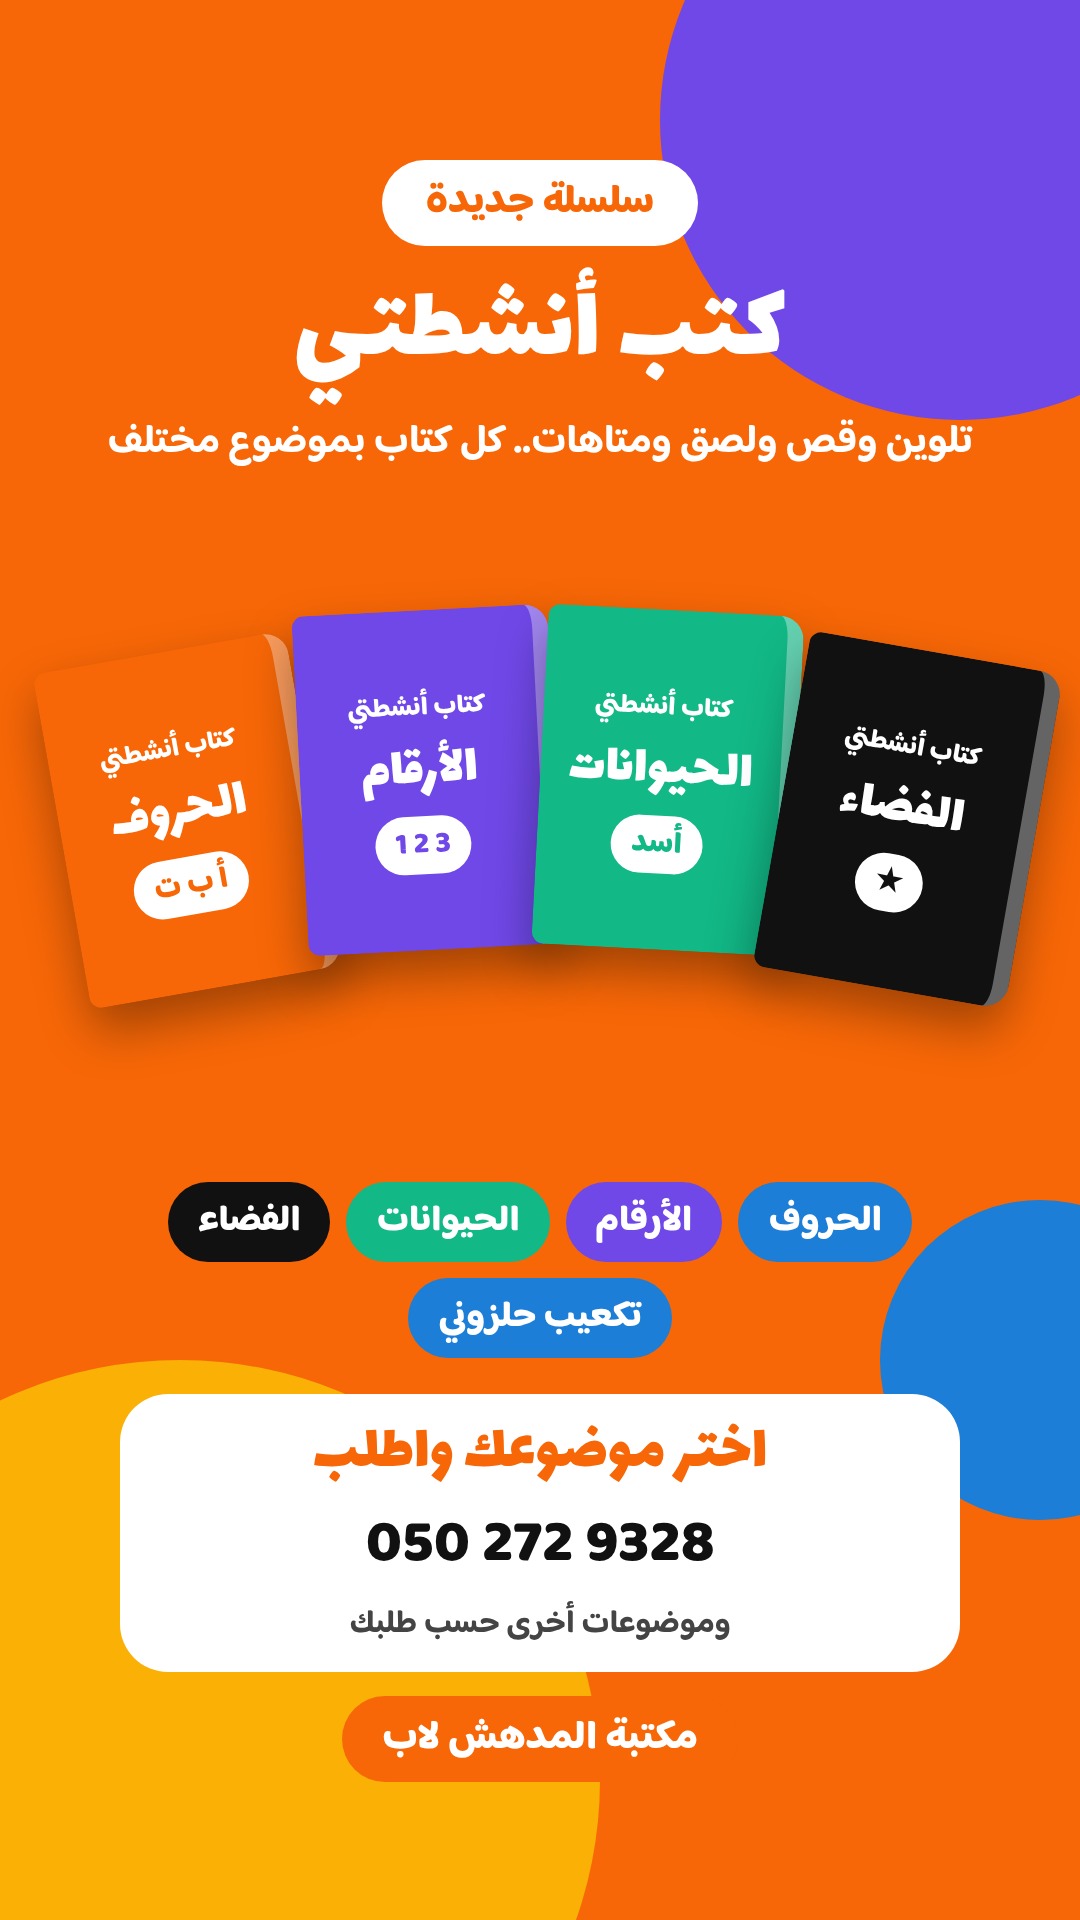 سلسلة جديدة
كتب أنشطتي
تلوين وقص ولصق ومتاهات.. كل كتاب بموضوع مختلف
كتاب أنشطتي
الفضاء
★
كتاب أنشطتي
الحيوانات
أسد
كتاب أنشطتي
الأرقام
1 2 3
كتاب أنشطتي
الحروف
أ ب ت
الحروف الأرقام الحيوانات الفضاء
تكعيب حلزوني
اختر موضوعك واطلب
050 272 9328
وموضوعات أخرى حسب طلبك
مكتبة المدهش لاب